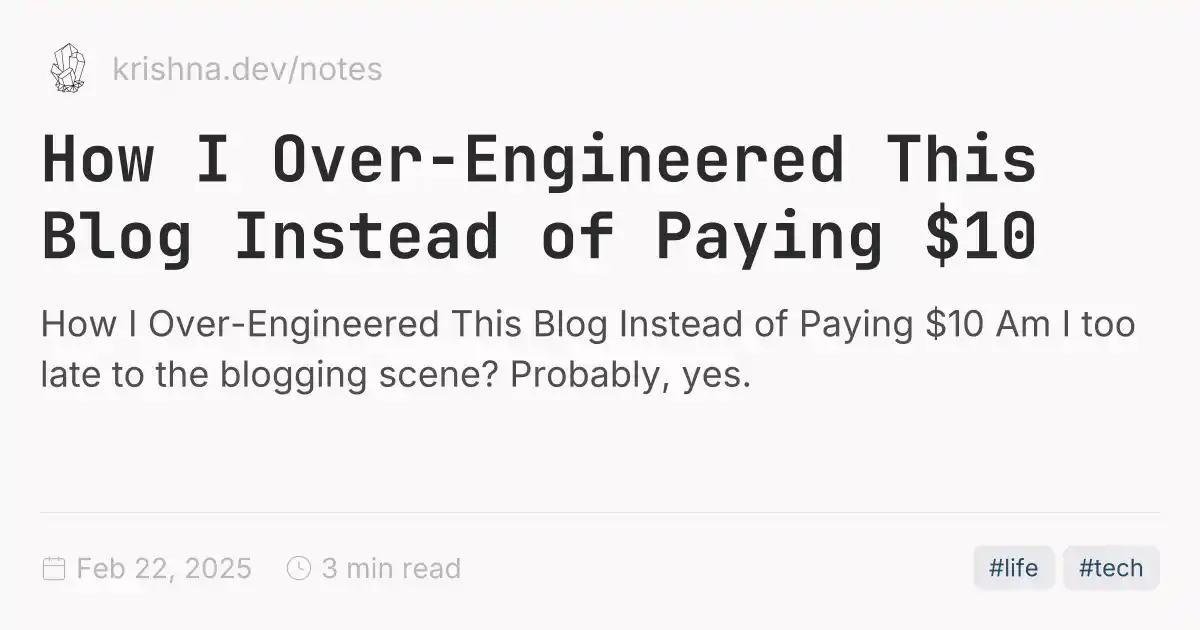 krishna.dev/notes
How I Over-Engineered This
Blog Instead of Paying $10
How I Over-Engineered This Blog Instead of Paying $10 Am I too
late to the blogging scene? Probably, yes.
Feb 22, 2025 3 min read #life #tech